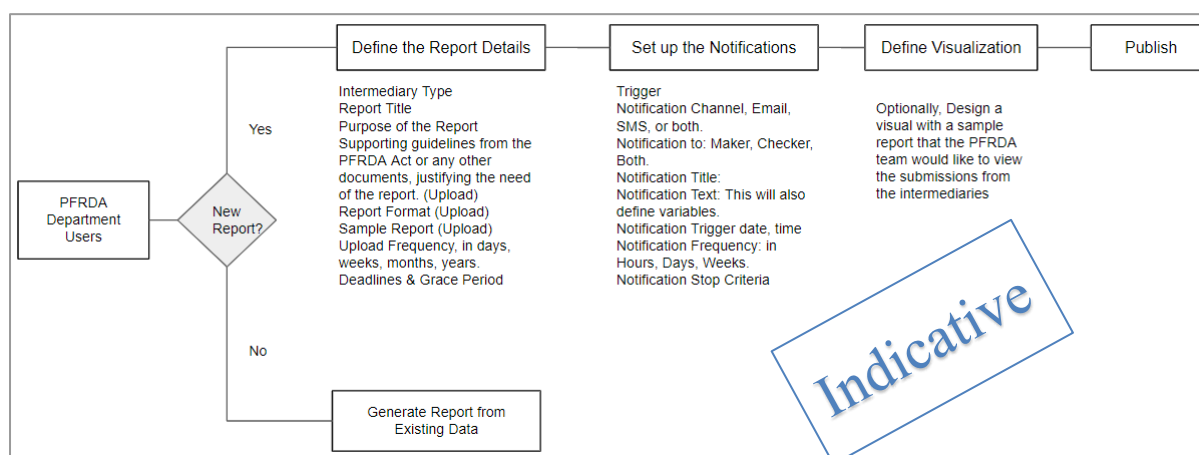 Define the Report Details
Set up the Notifications
Define Visualization
Publish
Intermediary Type
Report Title
Purpose of the Report
Supporting guidelines from the
PFRDA Act or any other
documents, justifying the need
of the report. (Upload)
Report Format (Upload)
Sample Report (Upload)
Upload Frequency, in days,
weeks, months, years.
Deadlines & Grace Period
Trigger
Notification Channel, Email,
SMS, or both.
Notification to: Maker, Checker,
Both.
Notification Title:
Notification Text: This will also
define variables.
Notification Trigger date, time
Notification Frequency: in
Hours, Days, Weeks.
Notification Stop Criteria
Optionally, Design a
visual with a sample
report that the PFRDA
team would like to view
the submissions from
the intermediaries
Yes
PFRDA
Department
Users
New
Report?
No
Generate Report from
Existing Data
Indicative